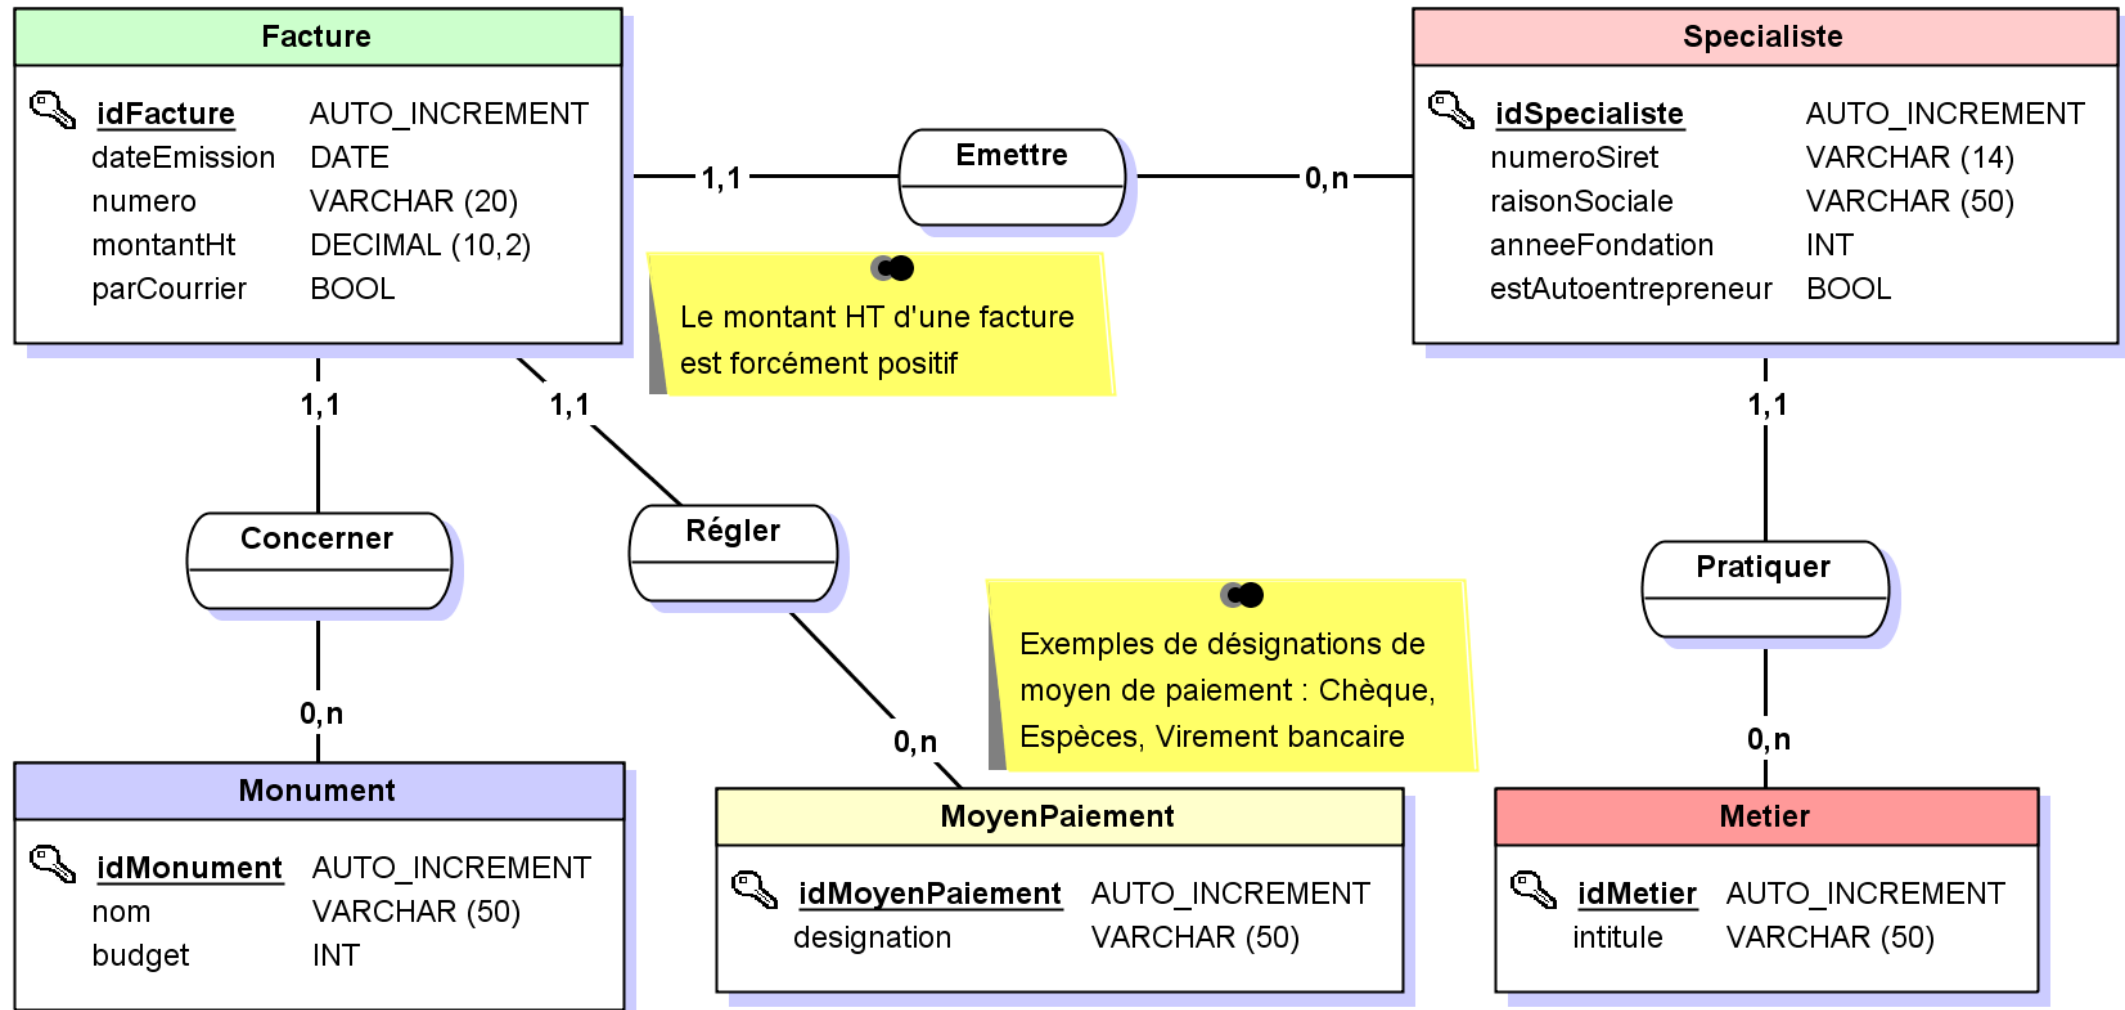 Facture
idFacture AUTO_INCREMENT
dateEmission DATE
numero VARCHAR (20)
montantHt DECIMAL (10,2)
parCourrier BOOL
1,1
Emettre
0,n
Specialiste
idSpecialiste AUTO_INCREMENT
numeroSiret VARCHAR (14)
raisonSociale VARCHAR (50)
anneeFondation INT
estAutoentrepreneur BOOL
Le montant HT d'une facture
est forcément positif
1,1
1,1
1,1
Concerner
Régler
Pratiquer
Exemples de désignations de
moyen de paiement : Chèque,
Espèces, Virement bancaire
0,n
0,n
0,n
Monument
idMonument AUTO_INCREMENT
nom VARCHAR (50)
budget INT
MoyenPaiement
idMoyenPaiement AUTO_INCREMENT
designation VARCHAR (50)
Metier
idMetier AUTO_INCREMENT
intitule VARCHAR (50)